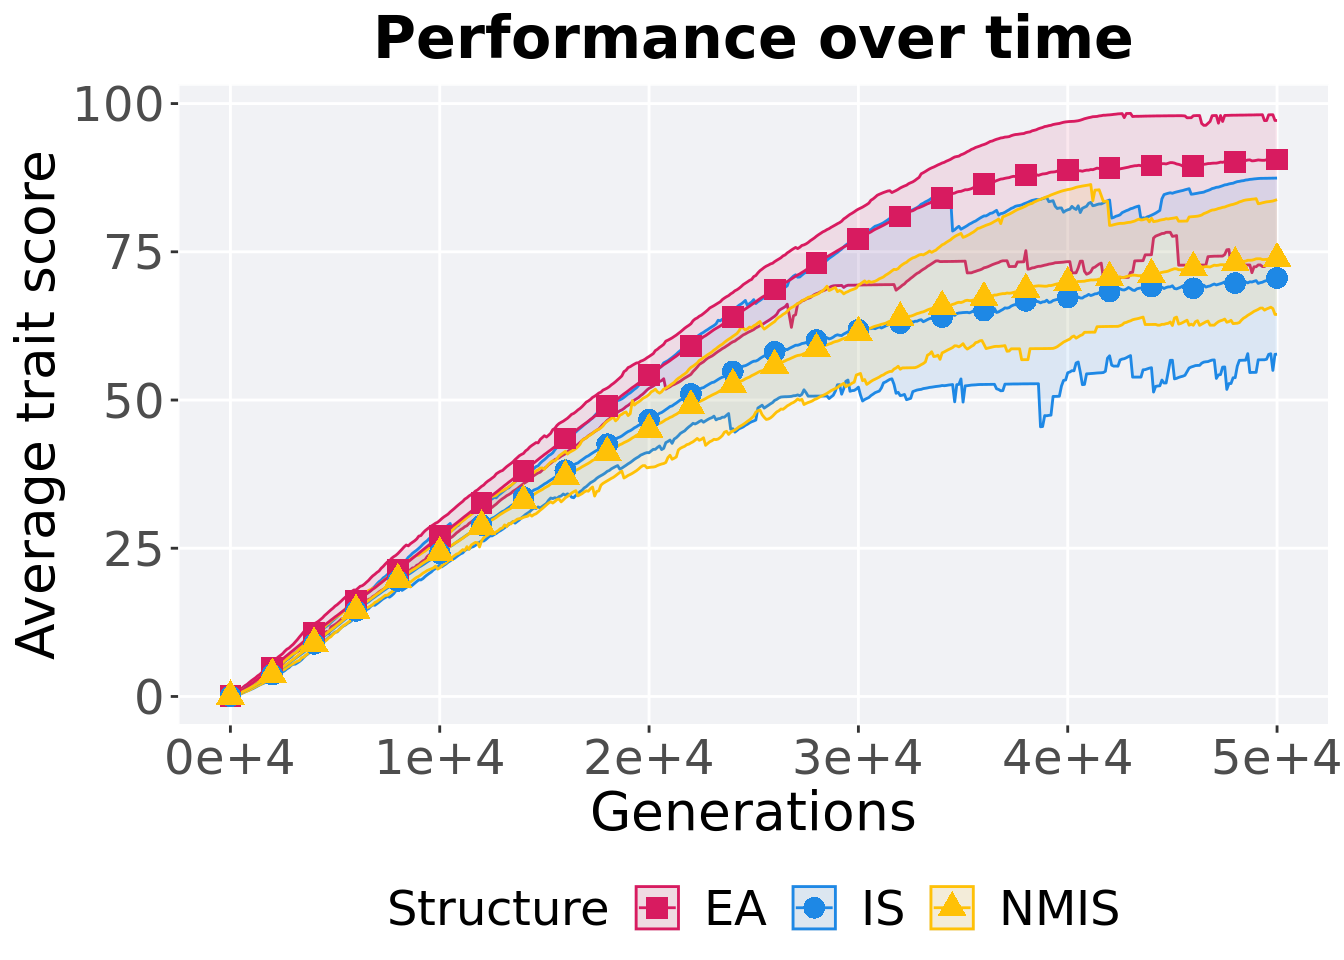 Performance over time
Average trait score
100
75
50
25
0
0e+4 1e+4 2e+4 3e+4 4e+4 5e+4
Generations
Structure EA IS NMIS